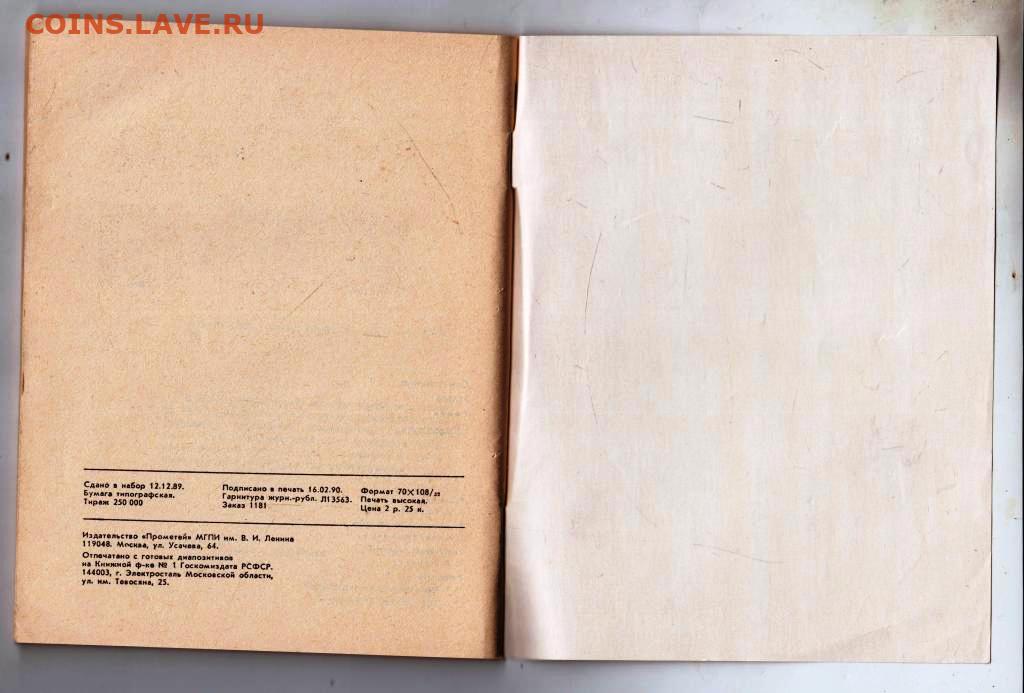 COINS.LAVE.RU
Сдано в набор 12.12.89. Подписано в печать 16.02.90. Формат 70×108/32
Бумага типографская. Гарнитура журн.-рубл. Л13563. Печать высокая.
Тираж 250 000 Заказ 1181 Цена 2 р. 25 к.
Издательство «Прометей» МГПИ им. В. И. Ленина
119048. Москва, ул. Усачева, 64.
Отпечатано с готовых диапозитивов
на Книжной ф-ке № 1 Госкомиздата РСФСР.
144003, г. Электросталь Московской области,
ул. им. Тевосяна, 25.